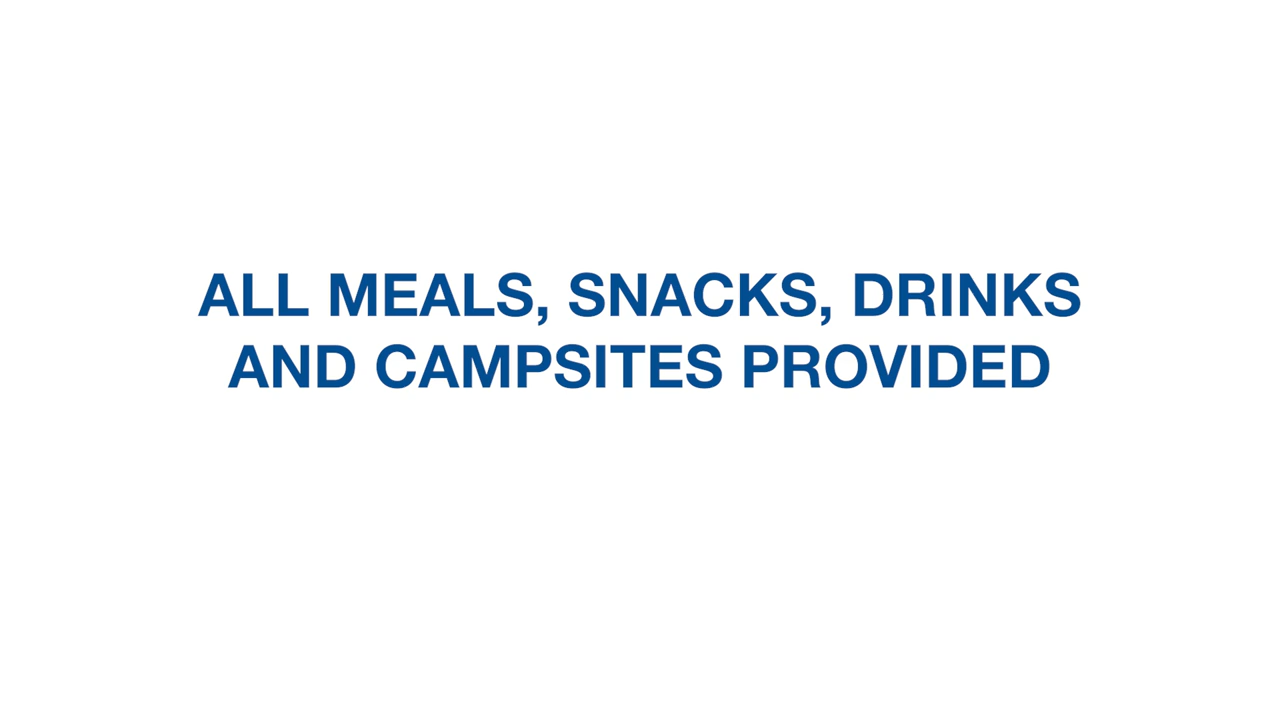 ALL MEALS, SNACKS, DRINKS
AND CAMPSITES PROVIDED